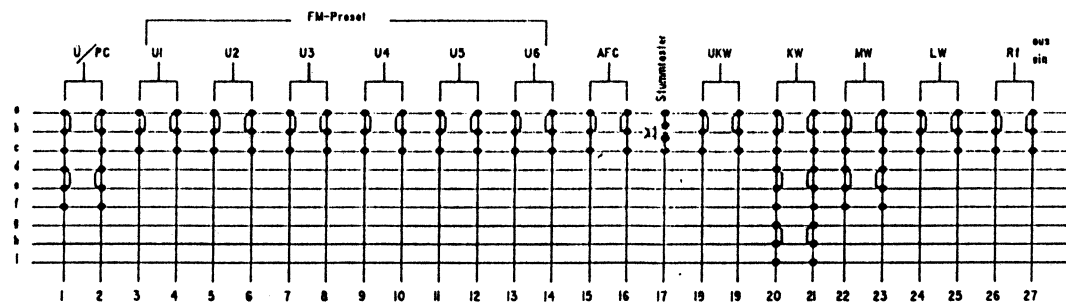 FM-Preset
Ü/PC U1 U2 U3 U4 U5 U6 AFC Stummtaster UKW KW MW LW Rf aus
ein
a
b
c
d
e
f
g
h
i
1 2 3 4 5 6 7 8 9 10 11 12 13 14 15 16 17 19 19 20 21 22 23 24 25 26 27